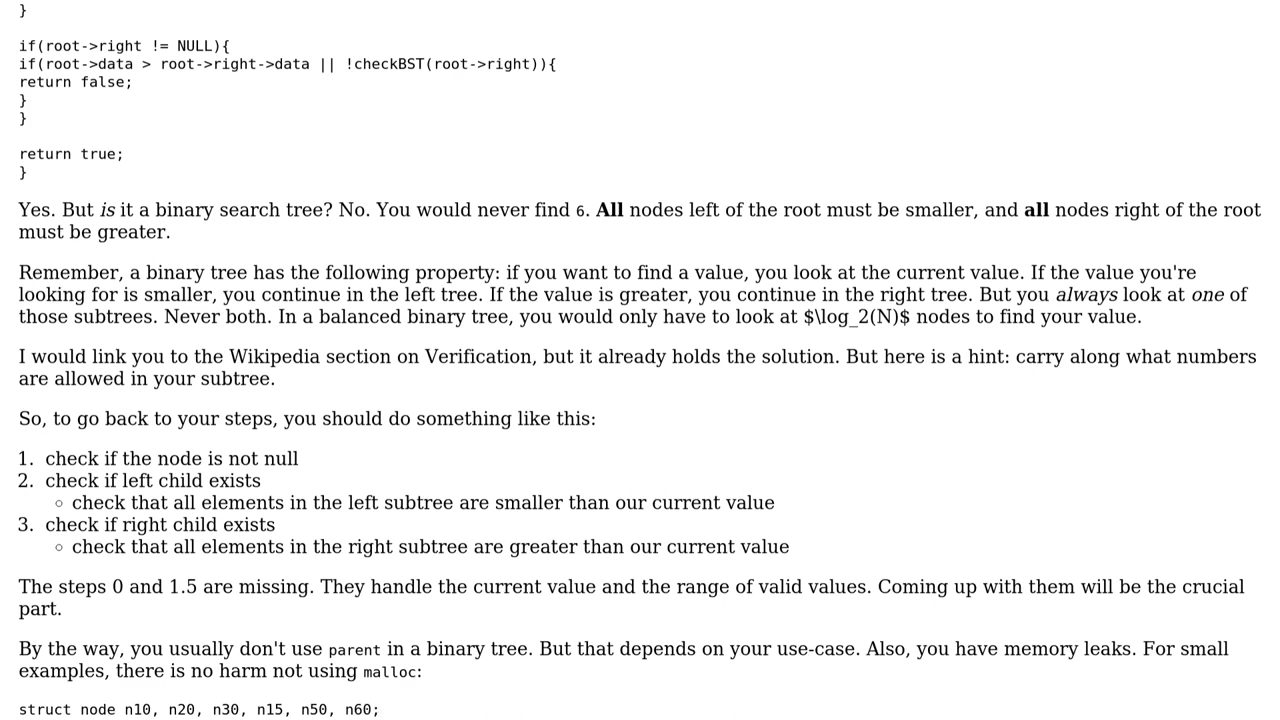 }
if(root->right != NULL){
if(root->data > root->right->data || !checkBST(root->right)){
return false;
}
}
return true;
}
Yes. But is it a binary search tree? No. You would never find 6. All nodes left of the root must be smaller, and all nodes right of the root
must be greater.
Remember, a binary tree has the following property: if you want to find a value, you look at the current value. If the value you're
looking for is smaller, you continue in the left tree. If the value is greater, you continue in the right tree. But you always look at one of
those subtrees. Never both. In a balanced binary tree, you would only have to look at $\log_2(N)$ nodes to find your value.
I would link you to the Wikipedia section on Verification, but it already holds the solution. But here is a hint: carry along what numbers
are allowed in your subtree.
So, to go back to your steps, you should do something like this:
1. check if the node is not null
2. check if left child exists
◦ check that all elements in the left subtree are smaller than our current value
3. check if right child exists
◦ check that all elements in the right subtree are greater than our current value
The steps 0 and 1.5 are missing. They handle the current value and the range of valid values. Coming up with them will be the crucial
part.
By the way, you usually don't use parent in a binary tree. But that depends on your use-case. Also, you have memory leaks. For small
examples, there is no harm not using malloc:
struct node n10, n20, n30, n15, n50, n60;